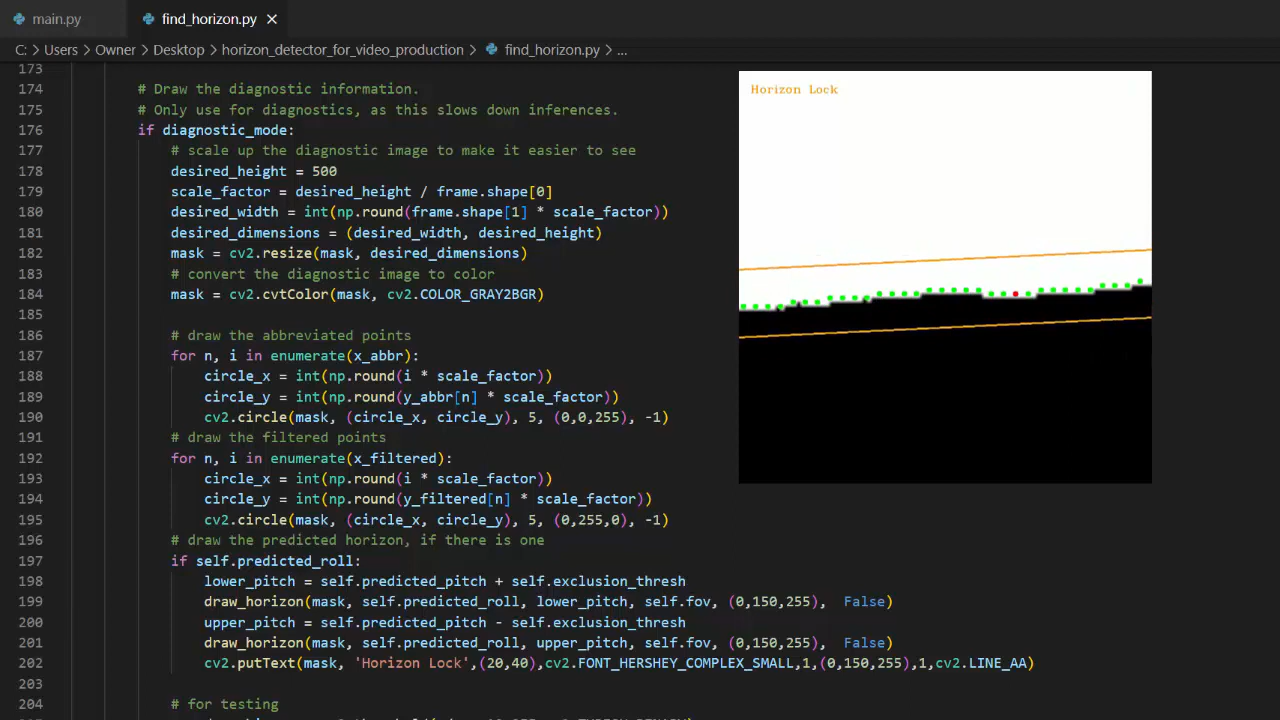 main.py
find_horizon.py ×
C: > Users > Owner > Desktop > horizon_detector_for_video_production > find_horizon.py > ...
173
174 # Draw the diagnostic information.
175 # Only use for diagnostics, as this slows down inferences.
176 if diagnostic_mode:
177 # scale up the diagnostic image to make it easier to see
178 desired_height = 500
179 scale_factor = desired_height / frame.shape[0]
180 desired_width = int(np.round(frame.shape[1] * scale_factor))
181 desired_dimensions = (desired_width, desired_height)
182 mask = cv2.resize(mask, desired_dimensions)
183 # convert the diagnostic image to color
184 mask = cv2.cvtColor(mask, cv2.COLOR_GRAY2BGR)
185
186 # draw the abbreviated points
187 for n, i in enumerate(x_abbr):
188 circle_x = int(np.round(i * scale_factor))
189 circle_y = int(np.round(y_abbr[n] * scale_factor))
190 cv2.circle(mask, (circle_x, circle_y), 5, (0,0,255), -1)
191 # draw the filtered points
192 for n, i in enumerate(x_filtered):
193 circle_x = int(np.round(i * scale_factor))
194 circle_y = int(np.round(y_filtered[n] * scale_factor))
195 cv2.circle(mask, (circle_x, circle_y), 5, (0,255,0), -1)
196 # draw the predicted horizon, if there is one
197 if self.predicted_roll:
198 lower_pitch = self.predicted_pitch + self.exclusion_thresh
199 draw_horizon(mask, self.predicted_roll, lower_pitch, self.fov, (0,150,255),  False)
200 upper_pitch = self.predicted_pitch - self.exclusion_thresh
201 draw_horizon(mask, self.predicted_roll, upper_pitch, self.fov, (0,150,255),  False)
202 cv2.putText(mask, 'Horizon Lock',(20,40),cv2.FONT_HERSHEY_COMPLEX_SMALL,1,(0,150,255),1,cv2.LINE_AA)
203
204 # for testing
Horizon Lock